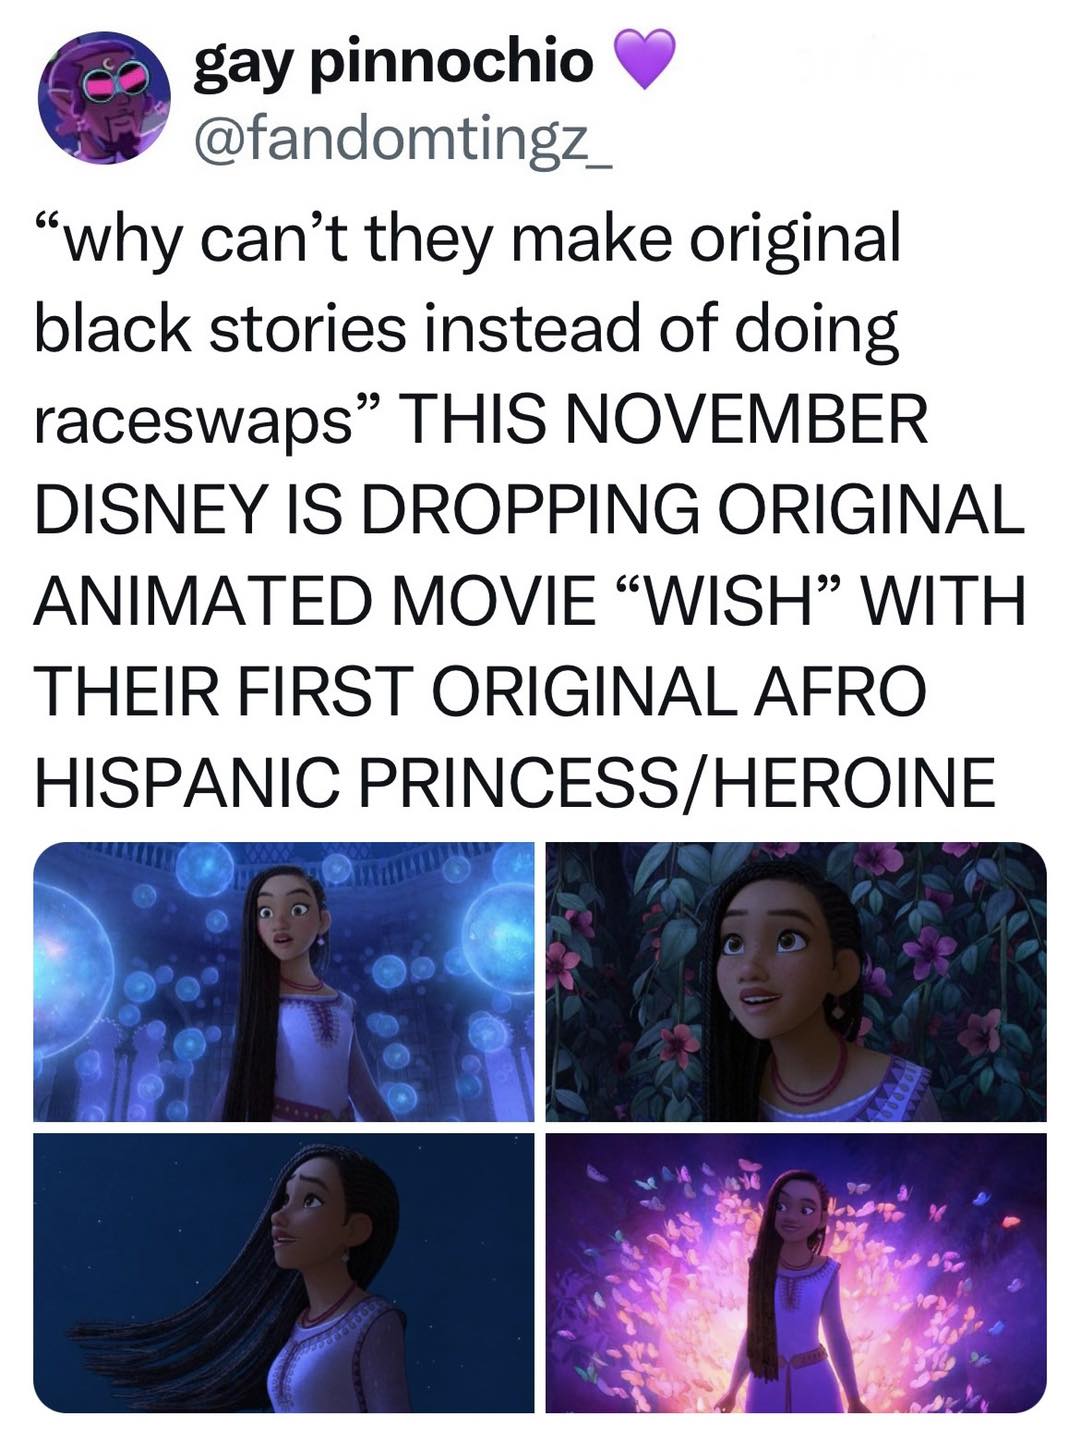 gay pinnochio 💜
@fandomtingz_
“why can’t they make original
black stories instead of doing
raceswaps” THIS NOVEMBER
DISNEY IS DROPPING ORIGINAL
ANIMATED MOVIE “WISH” WITH
THEIR FIRST ORIGINAL AFRO
HISPANIC PRINCESS/HEROINE